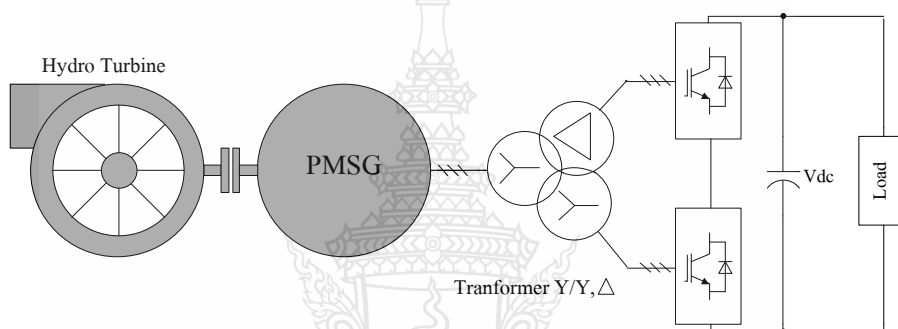 Hydro Turbine
PMSG
Vdc
Load
Tranformer Y/Y, △